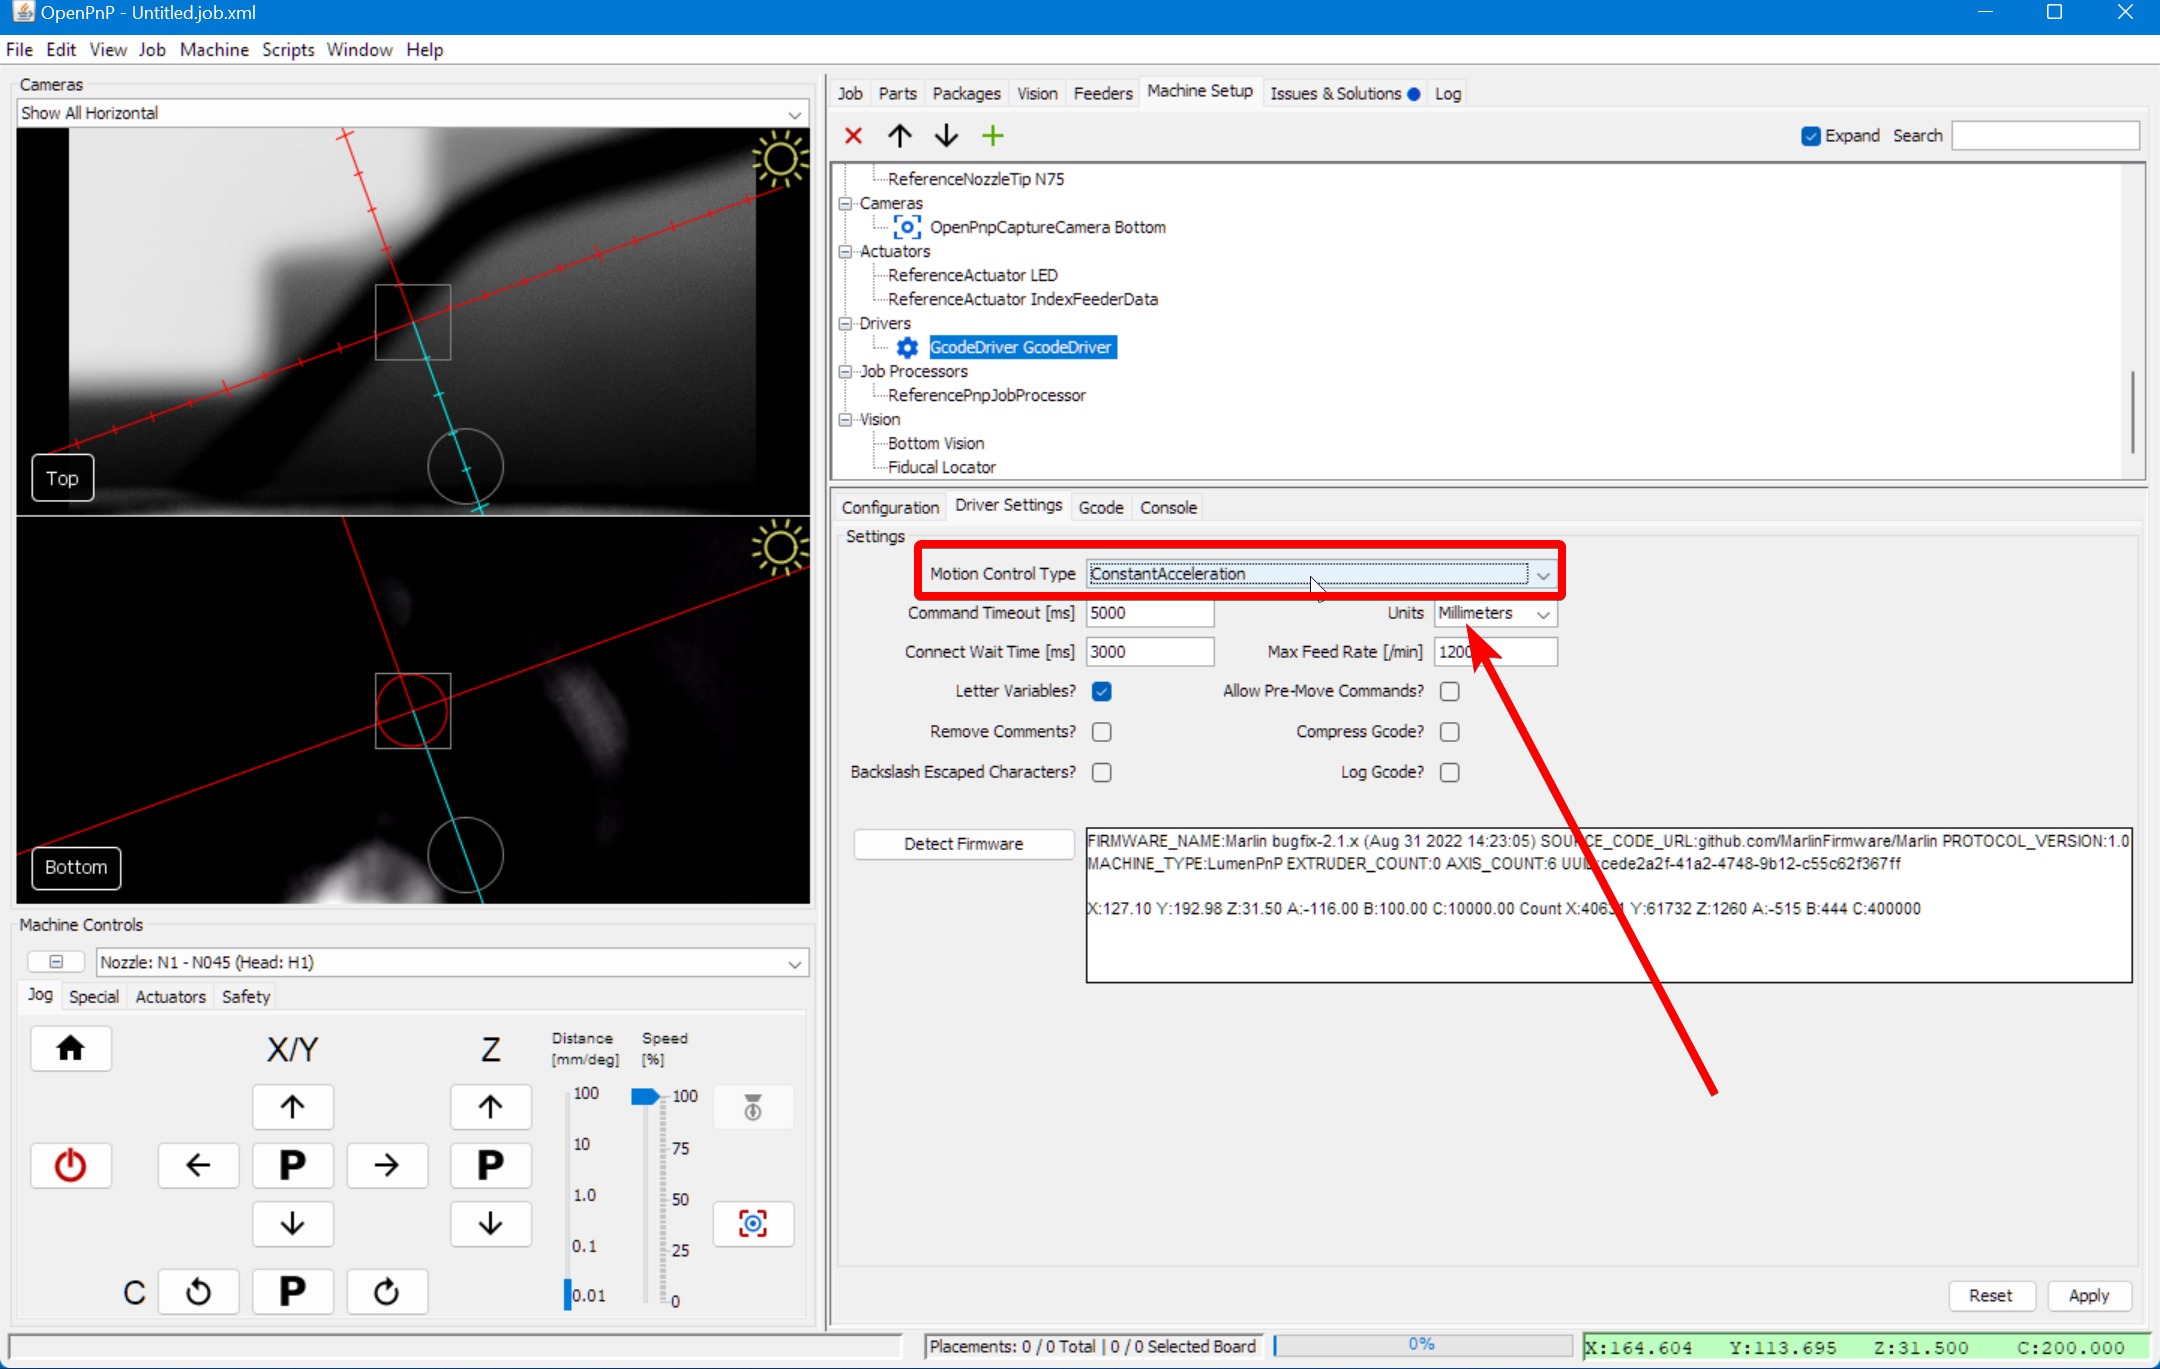 OpenPnP - Untitled.job.xml
File Edit View Job Machine Scripts Window Help
Cameras
Show All Horizontal
Top
Bottom
Machine Controls
Nozzle: N1 - N045 (Head: H1)
Jog Special Actuators Safety
X/Y
Z
Distance
[mm/deg]
Speed
[%]
100
10
1.0
0.1
0.01
100
75
50
25
0
P
P
C
P
Job Parts Packages Vision Feeders Machine Setup Issues & Solutions Log
Expand Search
ReferenceNozzleTip N75
Cameras
OpenPnpCaptureCamera Bottom
Actuators
ReferenceActuator LED
ReferenceActuator IndexFeederData
Drivers
GcodeDriver GcodeDriver
Job Processors
ReferencePnpJobProcessor
Vision
Bottom Vision
Fiducal Locator
Configuration Driver Settings Gcode Console
Settings
Motion Control Type ConstantAcceleration
Command Timeout [ms] 5000 Units Millimeters
Connect Wait Time [ms] 3000 Max Feed Rate [/min]
Letter Variables? Allow Pre-Move Commands?
Remove Comments? Compress Gcode?
Backslash Escaped Characters? Log Gcode?
Detect Firmware
FIRMWARE_NAME:Marlin bugfix-2.1.x (Aug 31 2022 14:23:05) SOURCE_CODE_URL:github.com/MarlinFirmware/Marlin PROTOCOL_VERSION:1.0
MACHINE_TYPE:LumenPnP EXTRUDER_COUNT:0 AXIS_COUNT:6 UUID:cede2a2f-41a2-4748-9b12-c55c62f367ff
X:127.10 Y:192.98 Z:31.50 A:-116.00 B:100.00 C:10000.00 Count Y:61732 Z:1260 A:-515 B:444 C:400000
Reset Apply
Placements: 0 / 0 Total | 0 / 0 Selected Board
0%
X:164.604 Y:113.695 Z:31.500 C:200.000